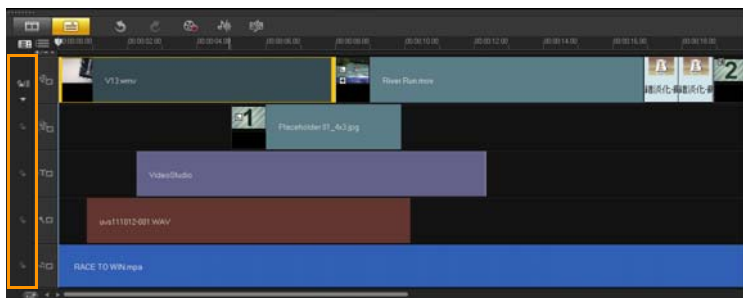 00:00:00.00 00:00:02.00 00:00:04.00 00:00:06.00 00:00:08.00 00:00:10.00 00:00:12.00 00:00:14.00 00:00:16.00 00:00:18.00
V13.wmv
River Run.mov
2
1
Placeholder 01_4x3.jpg
VideoStudio
uvs111012-001.WAV
RACE TO WIN.mpa